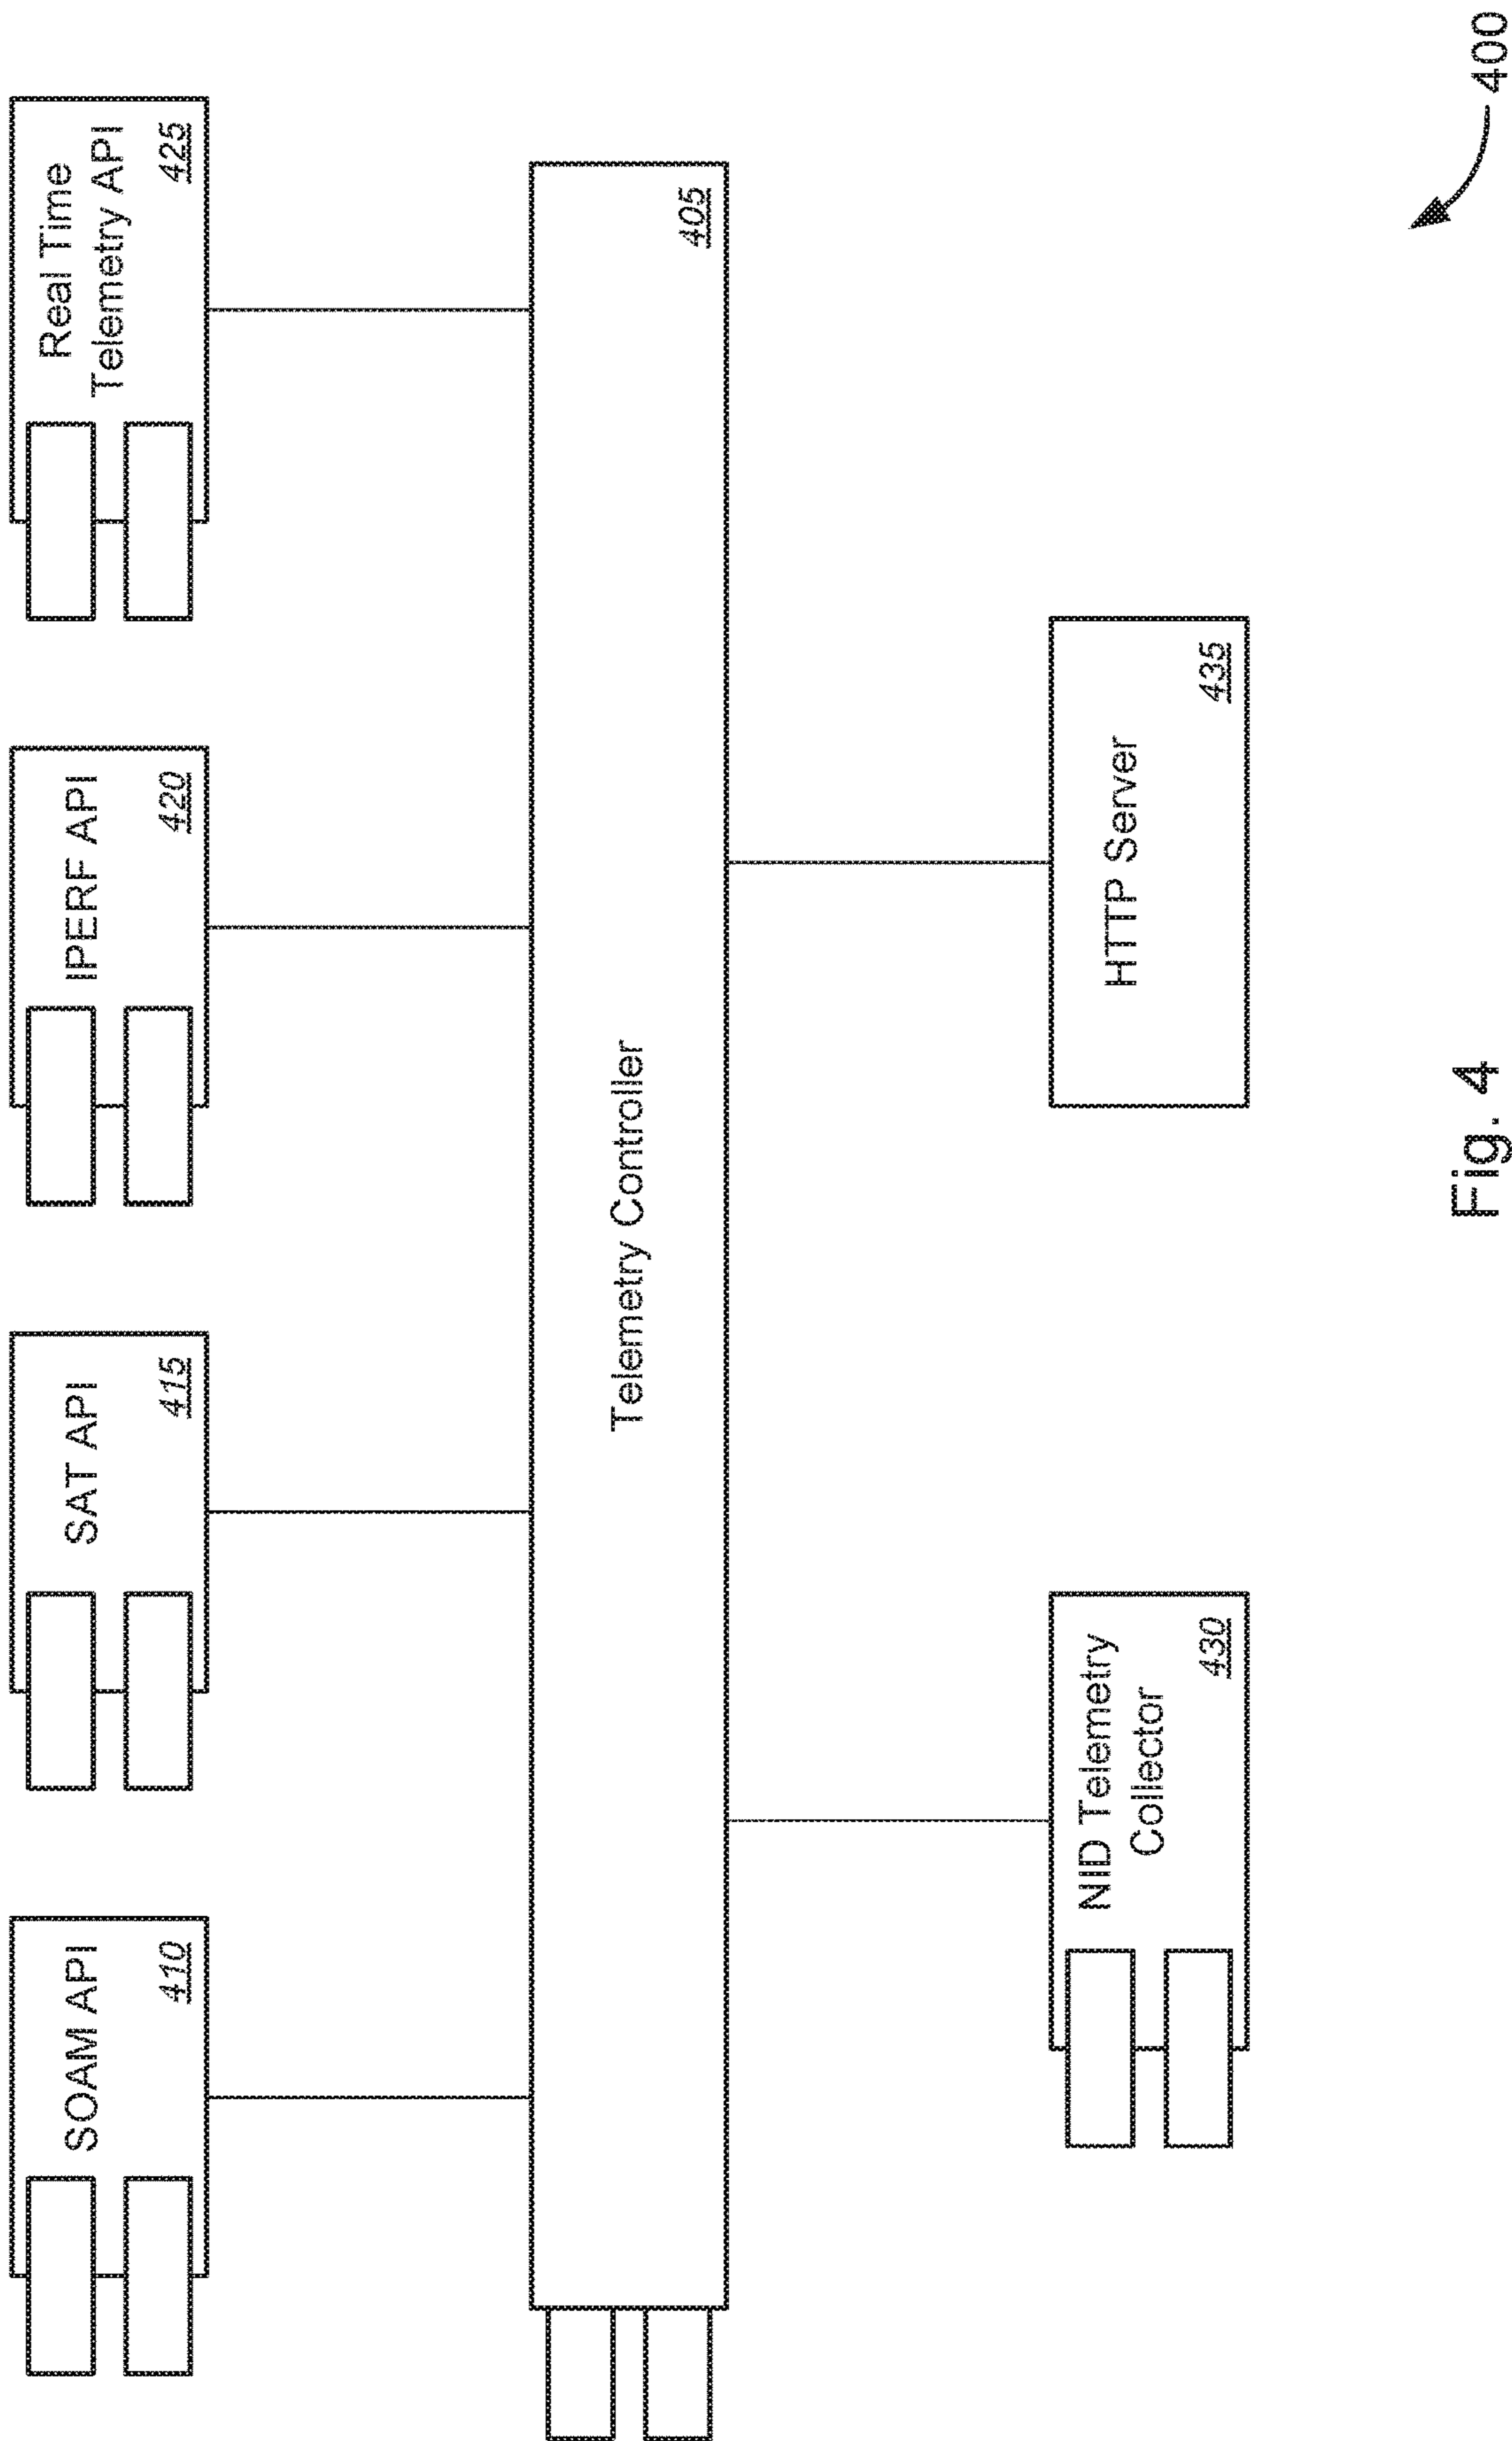 SOAM API
410
SAT API
415
IPERF API
420
Real Time
Telemetry API
425
Telemetry Controller
405
NID Telemetry
Collector
430
HTTP Server
435
Fig. 4
400